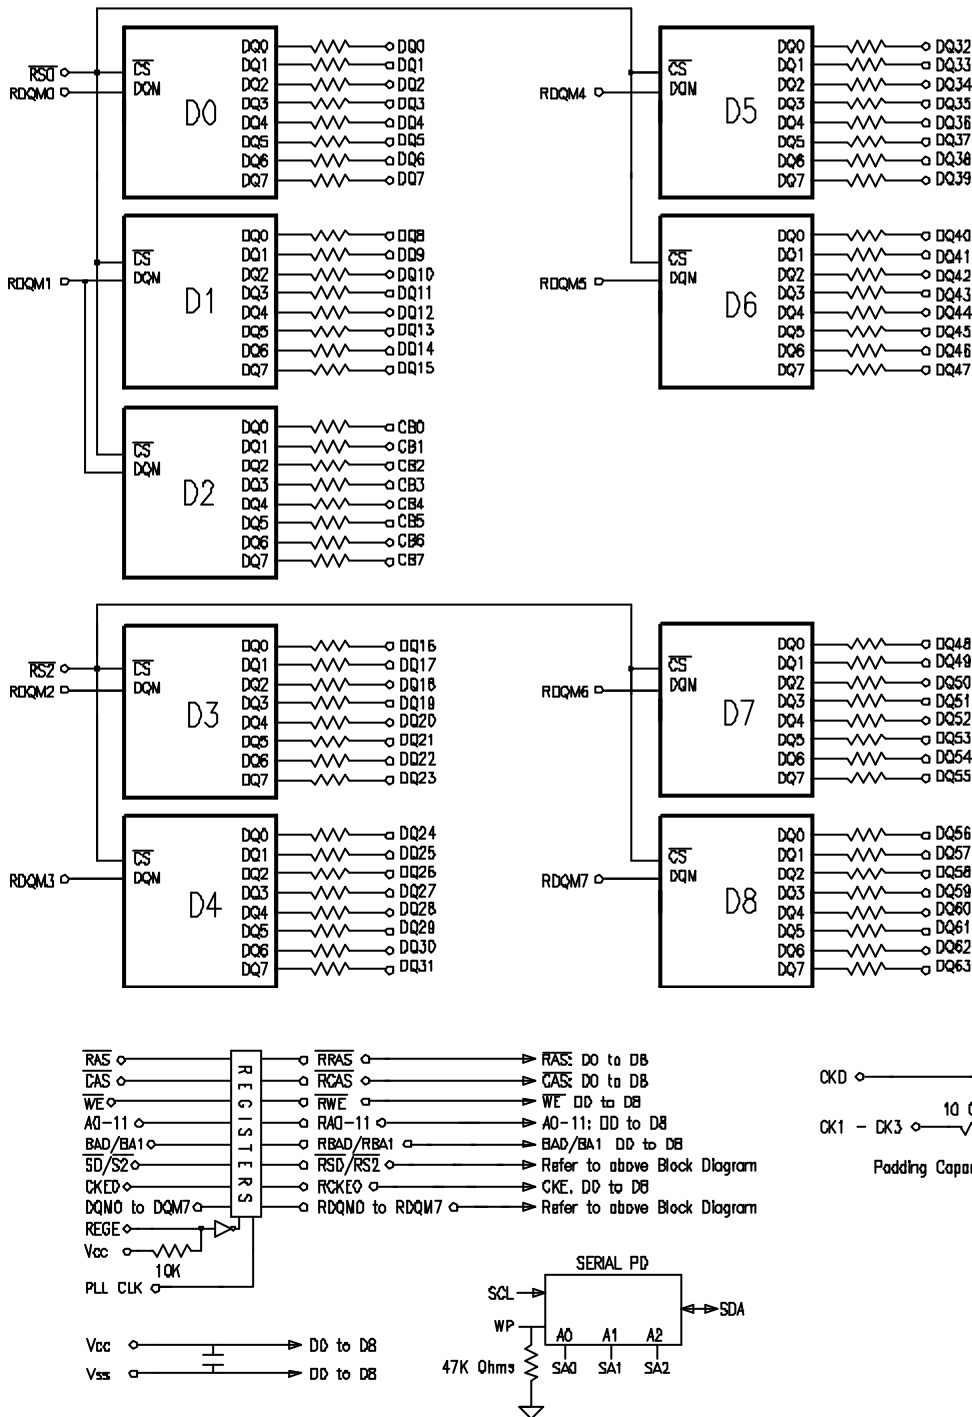 RS0
RDQM0
CS
DQM
D0
DQ0 DQ0
DQ1 DQ1
DQ2 DQ2
DQ3 DQ3
DQ4 DQ4
DQ5 DQ5
DQ6 DQ6
DQ7 DQ7
RDQM4
CS
DQM
D5
DQ0 DQ32
DQ1 DQ33
DQ2 DQ34
DQ3 DQ35
DQ4 DQ36
DQ5 DQ37
DQ6 DQ38
DQ7 DQ39
RDQM1
CS
DQM
D1
DQ0 DQ8
DQ1 DQ9
DQ2 DQ10
DQ3 DQ11
DQ4 DQ12
DQ5 DQ13
DQ6 DQ14
DQ7 DQ15
RDQM5
CS
DQM
D6
DQ0 DQ40
DQ1 DQ41
DQ2 DQ42
DQ3 DQ43
DQ4 DQ44
DQ5 DQ45
DQ6 DQ46
DQ7 DQ47
CS
DQM
D2
DQ0 CB0
DQ1 CB1
DQ2 CB2
DQ3 CB3
DQ4 CB4
DQ5 CB5
DQ6 CB6
DQ7 CB7
RS2
RDQM2
CS
DQM
D3
DQ0 DQ16
DQ1 DQ17
DQ2 DQ18
DQ3 DQ19
DQ4 DQ20
DQ5 DQ21
DQ6 DQ22
DQ7 DQ23
RDQM6
CS
DQM
D7
DQ0 DQ48
DQ1 DQ49
DQ2 DQ50
DQ3 DQ51
DQ4 DQ52
DQ5 DQ53
DQ6 DQ54
DQ7 DQ55
RDQM3
CS
DQM
D4
DQ0 DQ24
DQ1 DQ25
DQ2 DQ26
DQ3 DQ27
DQ4 DQ28
DQ5 DQ29
DQ6 DQ30
DQ7 DQ31
RDQM7
CS
DQM
D8
DQ0 DQ56
DQ1 DQ57
DQ2 DQ58
DQ3 DQ59
DQ4 DQ60
DQ5 DQ61
DQ6 DQ62
DQ7 DQ63
REGISTERS
RAS RRAS RAS: D0 to D8
CAS RCAS CAS: D0 to D8
WE RWE WE D0 to D8
A0-11 RA0-11 A0-11: D0 to D8
BA0/BA1 RBA0/RBA1 BA0/BA1 D0 to D8
S0/S2 RS0/RS2 Refer to above Block Diagram
CKE0 RCKE0 CKE, D0 to D8
DQM0 to DQM7 RDQM0 to RDQM7 Refer to above Block Diagram
REGE
Vcc
10K
PLL CLK
CK0
10
CK1 - CK3
Padding
Vcc D0 to D8
Vss D0 to D8
SERIAL PD
SCL
SDA
WP
A0 A1 A2
47K Ohms
SA0 SA1 SA2